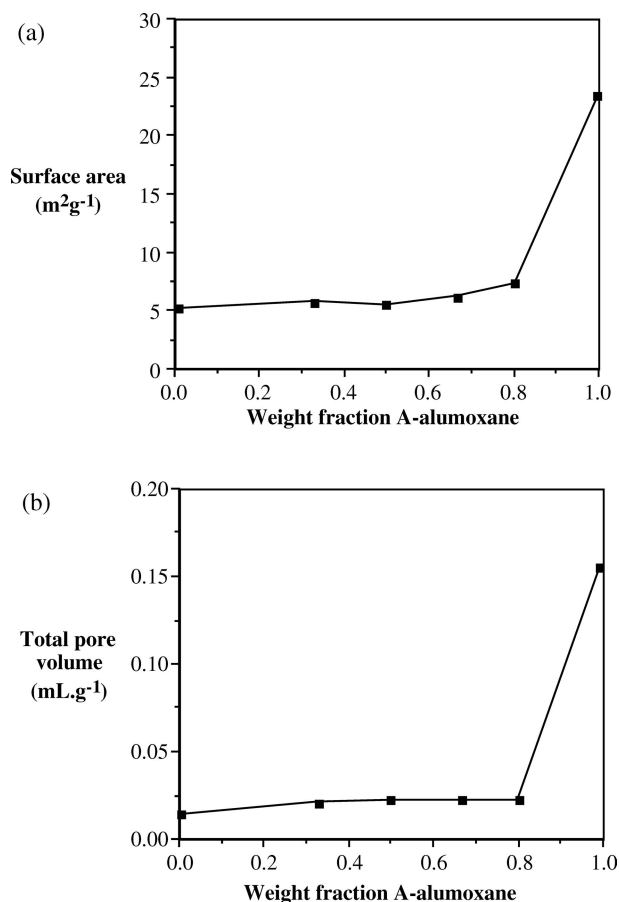 (a)
30
25
20
15
10
5
0
Surface area
(m²g⁻¹)
0.0 0.2 0.4 0.6 0.8 1.0
Weight fraction A-alumoxane
(b)
0.20
0.15
0.10
0.05
0.00
Total pore
volume
(mL.g⁻¹)
0.0 0.2 0.4 0.6 0.8 1.0
Weight fraction A-alumoxane